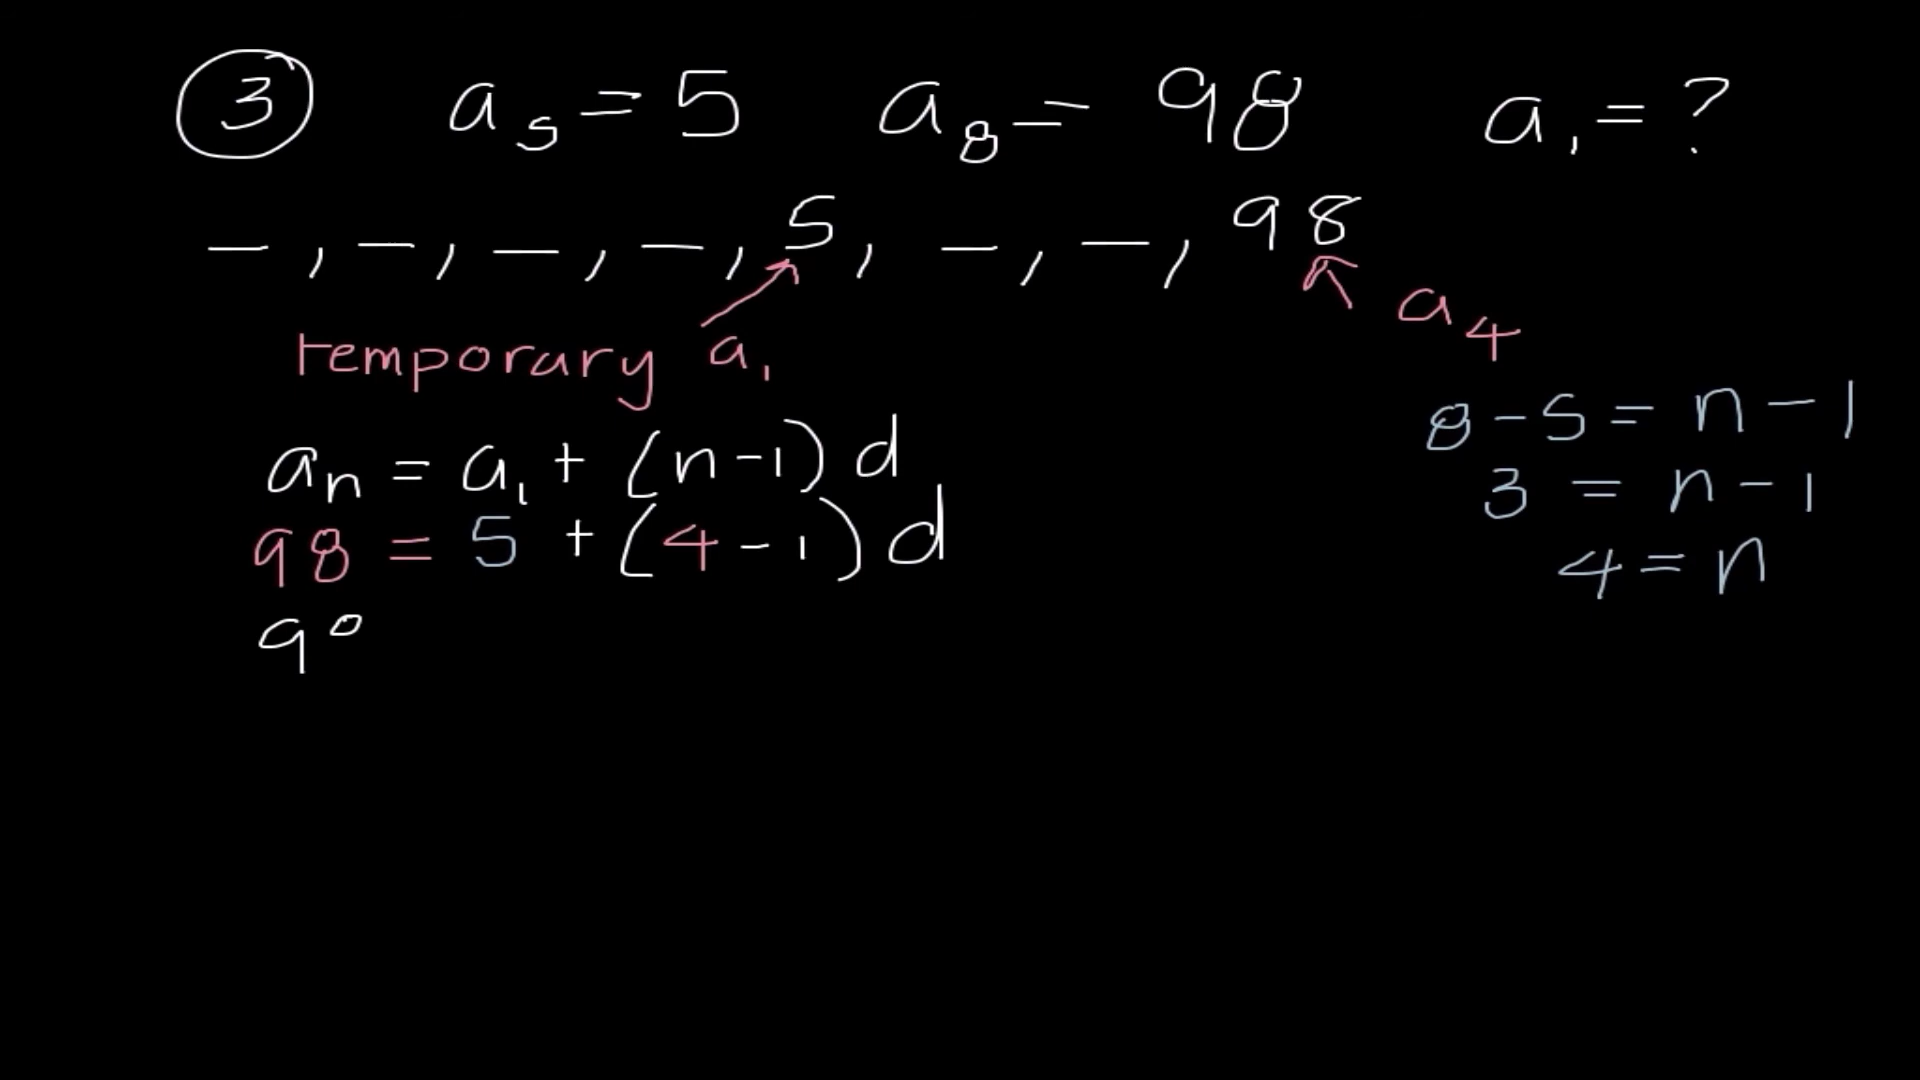 3 a₅ = 5 a₈ = 98 a₁ = ?
_ , _ , _ , _ , 5 , _ , _ , 98
temporary a₁ a₄
8 - 5 = n - 1
aₙ = a₁ + (n-1) d
3 = n - 1
98 = 5 + (4-1) d
4 = n
9